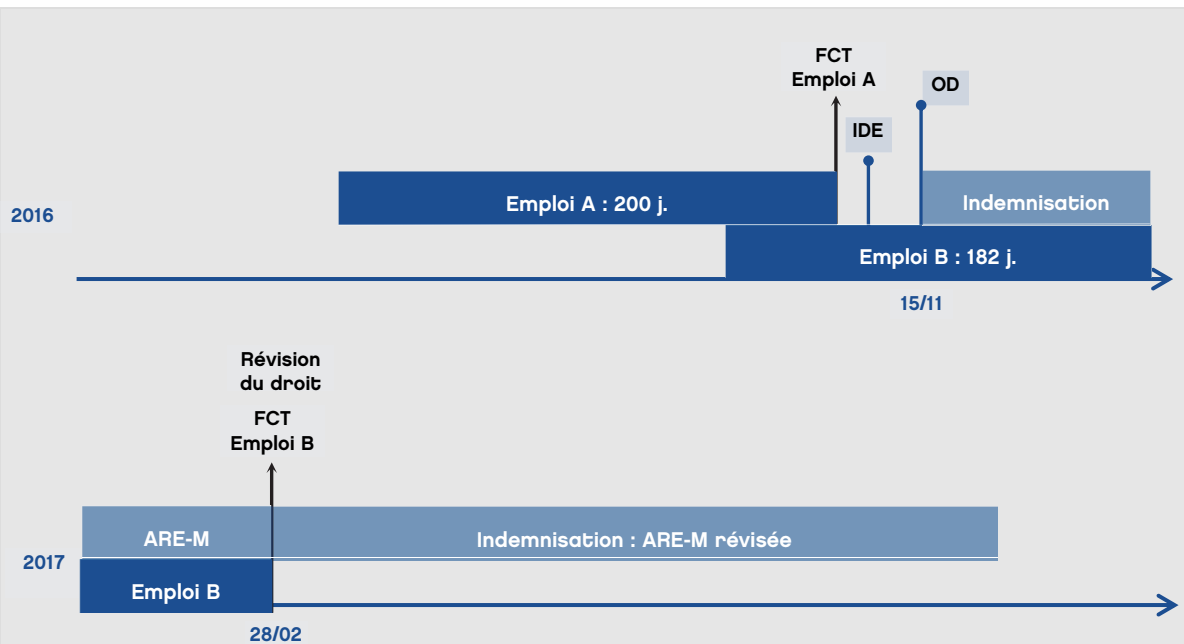 FCT
Emploi A
OD
IDE
2016
Emploi A : 200 j.
Indemnisation
Emploi B : 182 j.
15/11
Révision
du droit
FCT
Emploi B
2017
ARE-M
Indemnisation : ARE-M révisée
Emploi B
28/02